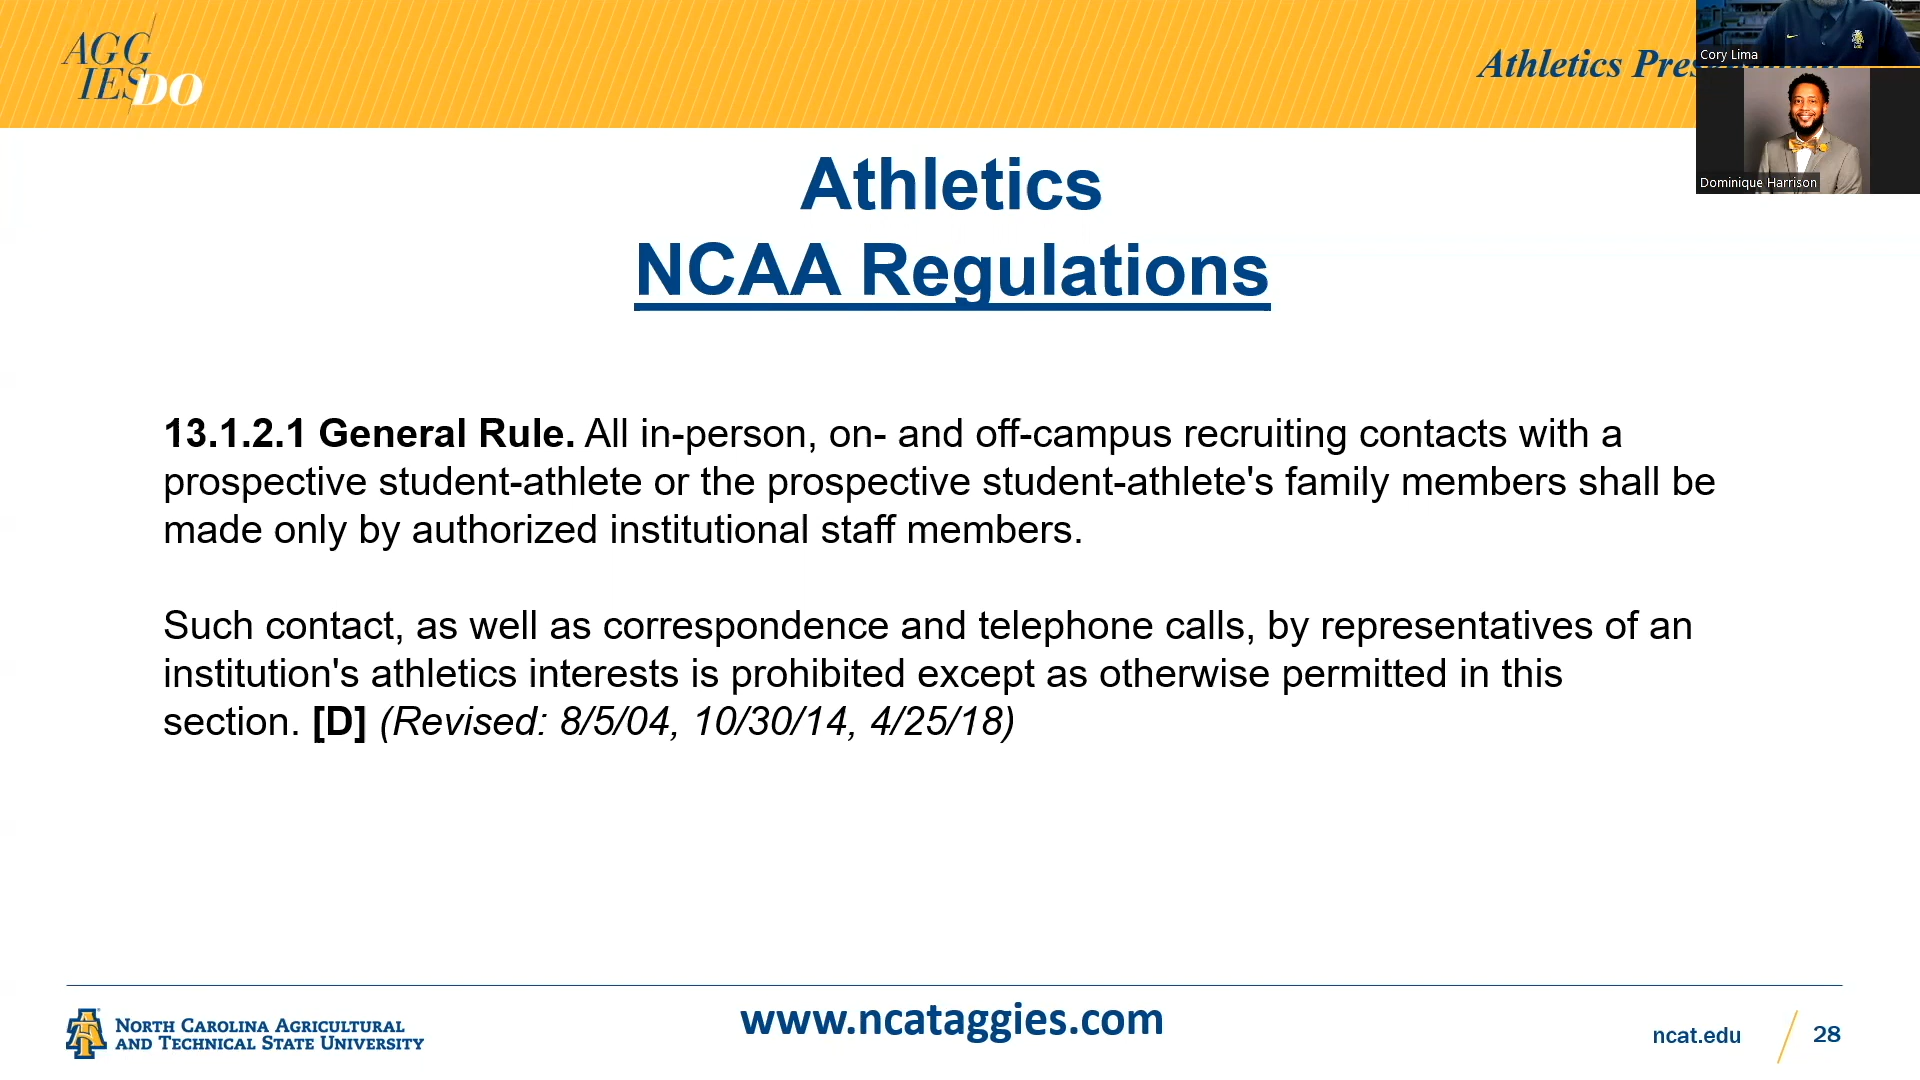 AGG
IES DO
Athletics
Cory Lima
Dominique Harrison
Athletics
NCAA Regulations
13.1.2.1 General Rule. All in-person, on- and off-campus recruiting contacts with a
prospective student-athlete or the prospective student-athlete's family members shall be
made only by authorized institutional staff members.
Such contact, as well as correspondence and telephone calls, by representatives of an
institution's athletics interests is prohibited except as otherwise permitted in this
section. [D] (Revised: 8/5/04, 10/30/14, 4/25/18)
North Carolina Agricultural
and Technical State University
www.ncataggies.com
ncat.edu
28